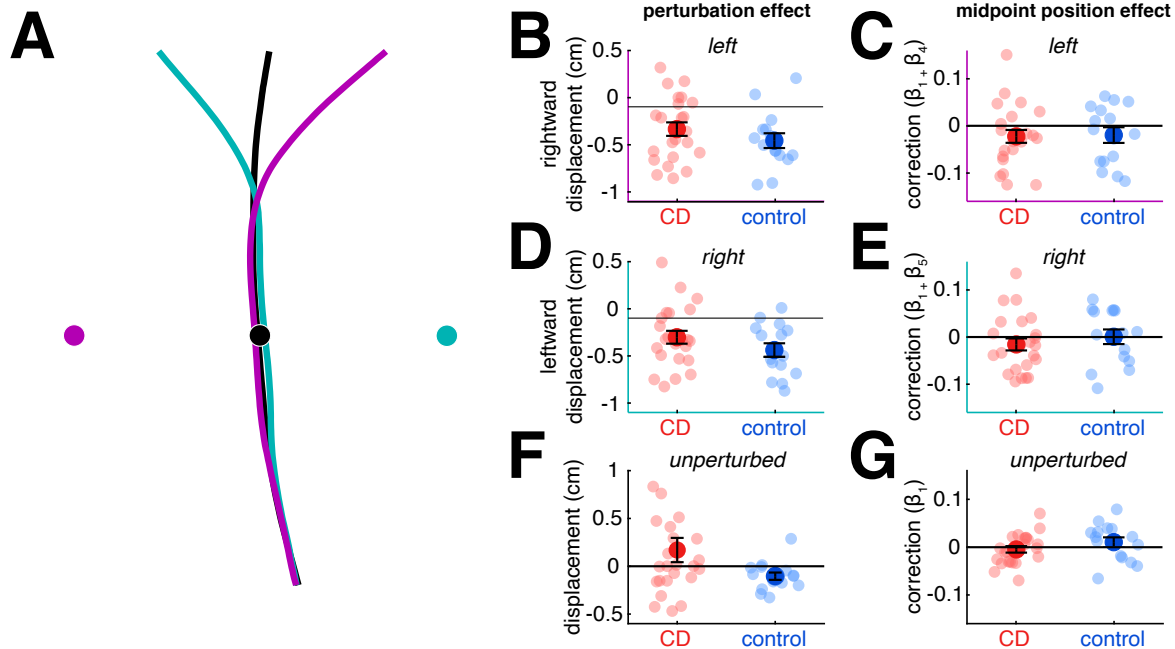 A
B
perturbation effect
left
rightward
displacement (cm)
0.5
0
-0.5
-1
CD
control
C
midpoint position effect
left
correction (β1 + β4)
0.1
0
-0.1
CD
control
D
right
leftward
displacement (cm)
0.5
0
-0.5
-1
CD
control
E
right
correction (β1 + β5)
0.1
0
-0.1
CD
control
F
unperturbed
displacement (cm)
1
0.5
0
-0.5
CD
control
G
unperturbed
correction (β1)
0.1
0
-0.1
CD
control